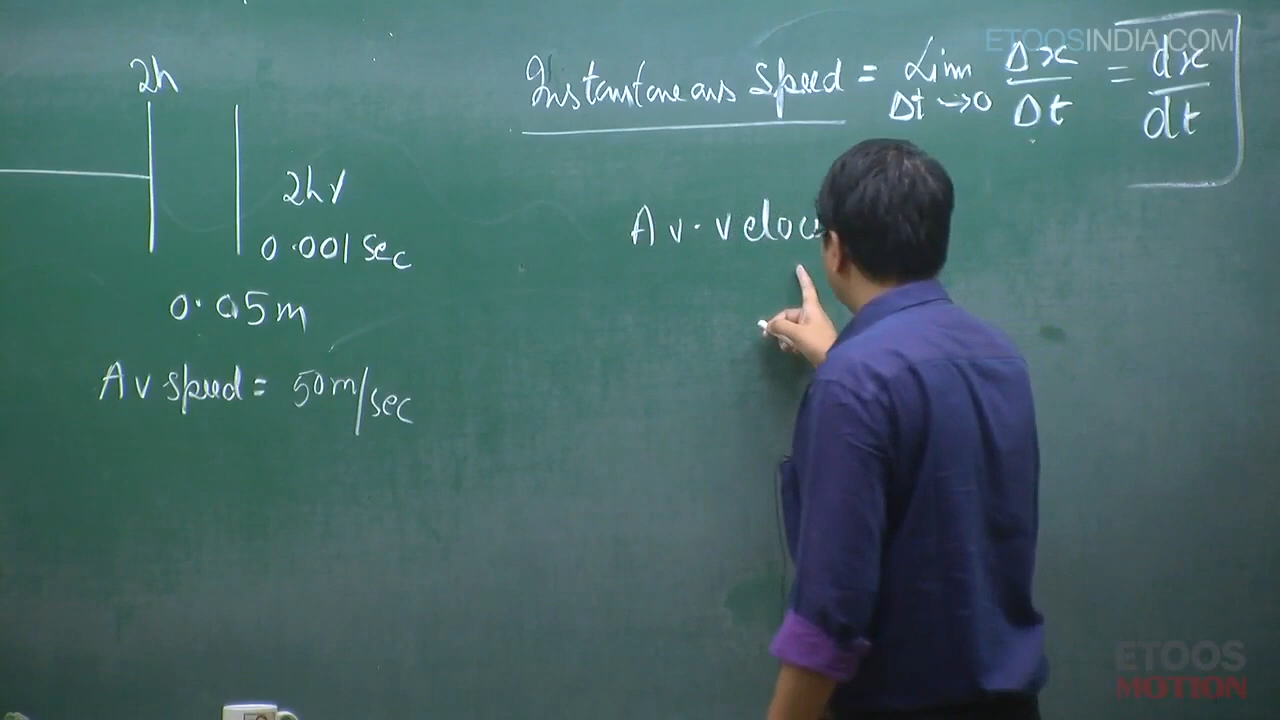 ETOOSINDIA.COM
Instantaneous Speed = Lim Δt→0 Δx/Δt = dx/dt
2h
2hr
0.001 Sec
0.05m
Av speed = 50m/sec
Av. veloc
ETOOS
MOTION